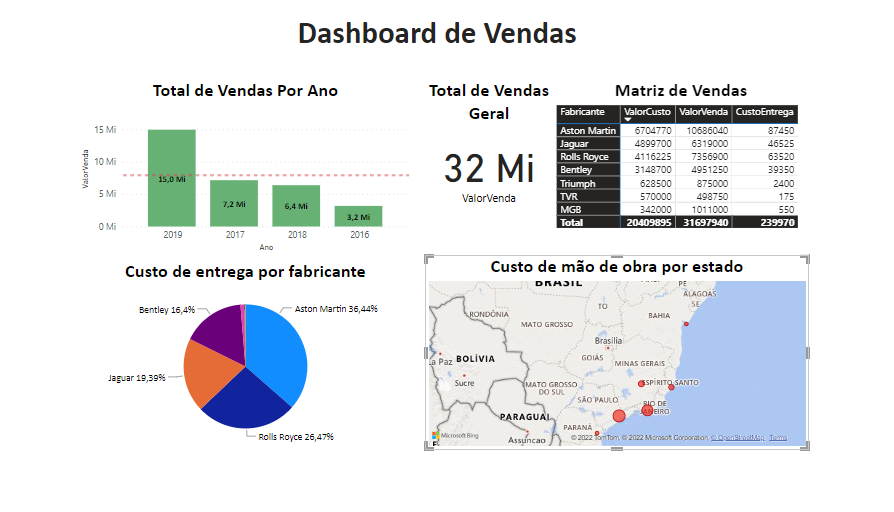 Dashboard de Vendas
Total de Vendas Por Ano
15 Mi
10 Mi
5 Mi
0 Mi
ValorVenda
15,0 Mi
7,2 Mi
6,4 Mi
3,2 Mi
2019
2017
2018
2016
Ano
Total de Vendas
Geral
32 Mi
ValorVenda
Matriz de Vendas
Fabricante ValorCusto ValorVenda CustoEntrega
Aston Martin 6704770 10686040 87450
Jaguar 4899700 6319000 46525
Rolls Royce 4116225 7356900 63520
Bentley 3148700 4951250 39350
Triumph 628500 875000 2400
TVR 570000 498750 175
MGB 342000 1011000 550
Total 20409895 31697940 239970
Custo de entrega por fabricante
Bentley 16,4%
Aston Martin 36,44%
Jaguar 19,39%
Rolls Royce 26,47%
Custo de mão de obra por estado
BRASIL
ALAGOAS
SE
RONDÔNIA
TO
BAHIA
MATO GROSSO
Brasília
La Paz
BOLÍVIA
GOIÁS
MINAS GERAIS
Sucre
MATO GROSSO
DO SUL
ESPÍRITO SANTO
SÃO PAULO
RIO DE
JANEIRO
PARAGUAI
PARANÁ
Assuncao
Microsoft Bing
© 2022 TomTom, © 2022 Microsoft Corporation, © OpenStreetMap Terms